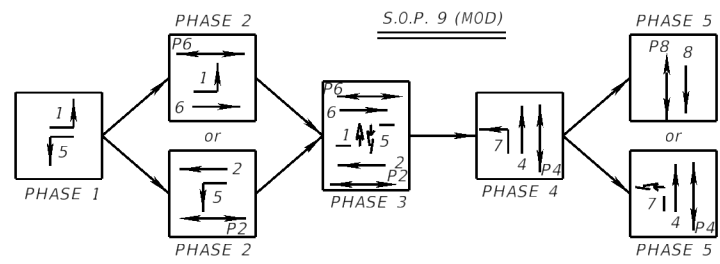 S.O.P. 9 (MOD)
1
5
PHASE 1
PHASE 2
P6
1
6
or
2
5
P2
PHASE 2
P6
6
1
5
2
P2
PHASE 3
7
4
P4
PHASE 4
PHASE 5
P8
8
or
7
4
P4
PHASE 5